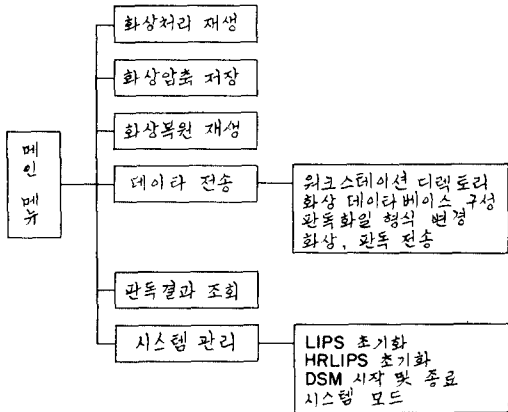 화상처리 재생
화상압축 저장
화상복원 재생
메인 메뉴
데이타 전송
워크스테이션 디렉토리
화상 데이타베이스 구성
판독화일 형식 변경
화상, 판독 전송
판독결과 조회
시스템 관리
LIPS 초기화
HRLIPS 초기화
DSM 시작 및 종료
시스템 모드